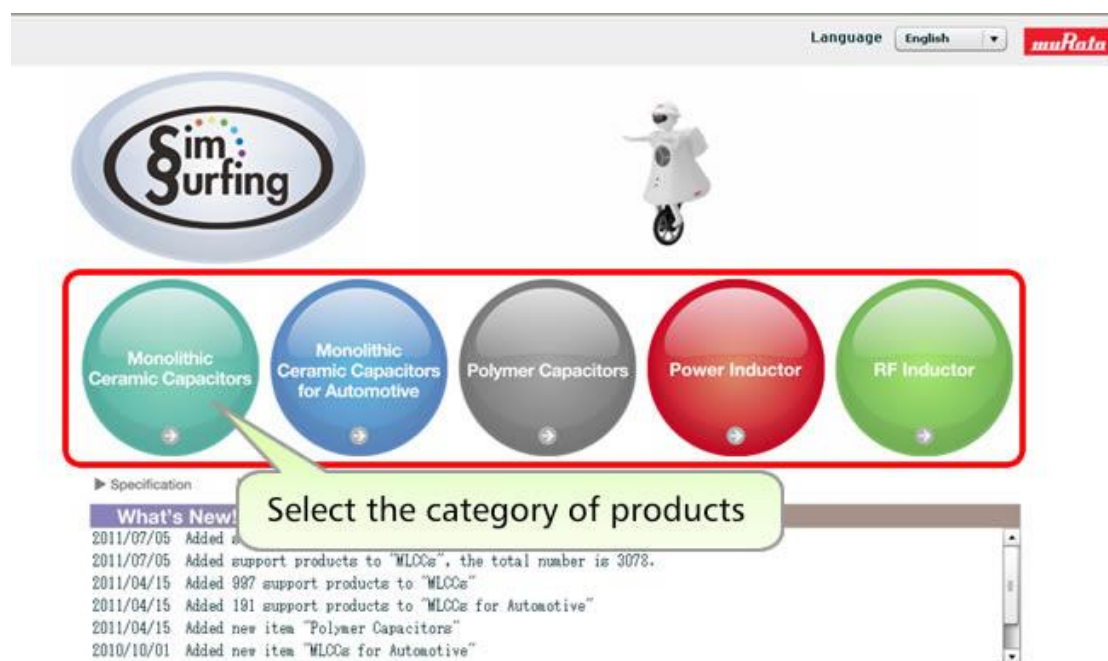 Language English
muRata
Sim
Surfing
Monolithic
Ceramic Capacitors
Monolithic
Ceramic Capacitors
for Automotive
Polymer Capacitors
Power Inductor
RF Inductor
Specification
Select the category of products
What's New!
2011/07/05 Added
2011/07/05 Added support products to "MLCCs", the total number is 3078.
2011/04/15 Added 997 support products to "MLCCs"
2011/04/15 Added 191 support products to "MLCCs for Automotive"
2011/04/15 Added new item "Polymer Capacitors"
2010/10/01 Added new item "MLCCs for Automotive"